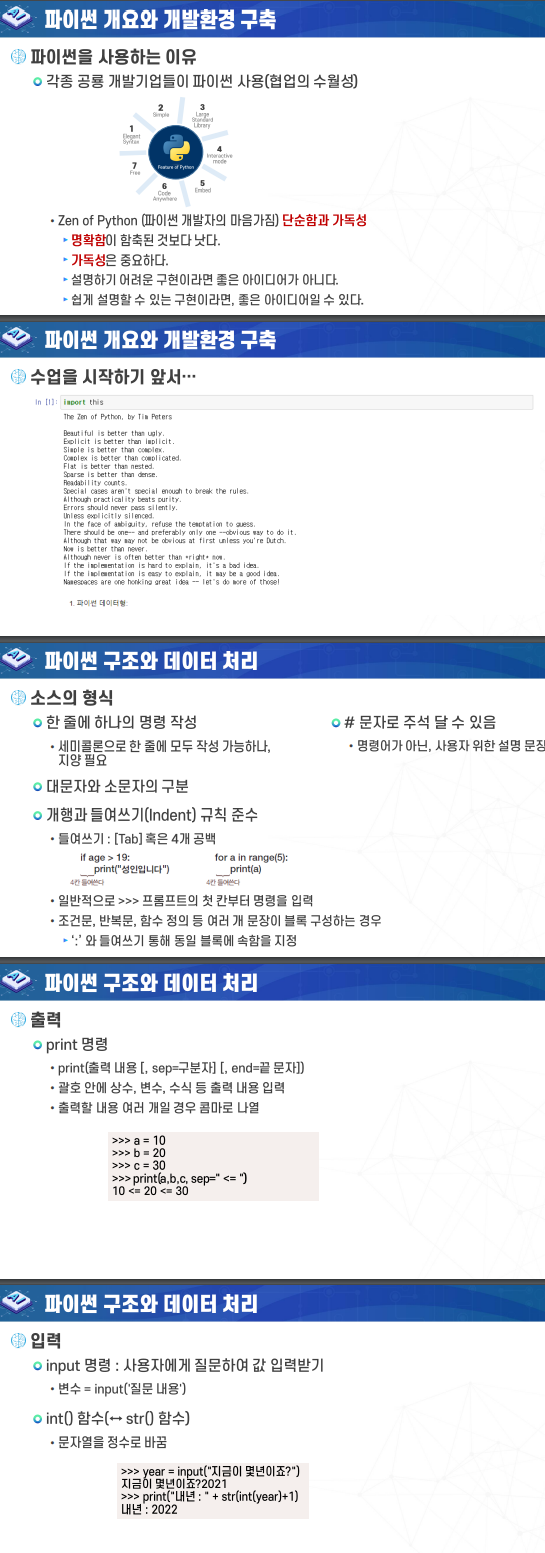 파이썬 개요와 개발환경 구축
파이썬을 사용하는 이유
각종 공룡 개발기업들이 파이썬 사용(협업의 수월성)
1
Elegant
Syntax
2
Simple
3
Large
Standard
Library
4
Interactive
mode
5
Embed
6
Code
Anywhere
7
Free
Feature of Python
• Zen of Python (파이썬 개발자의 마음가짐) 단순함과 가독성
명확함이 함축된 것보다 낫다.
가독성은 중요하다.
설명하기 어려운 구현이라면 좋은 아이디어가 아니다.
쉽게 설명할 수 있는 구현이라면, 좋은 아이디어일 수 있다.
파이썬 개요와 개발환경 구축
수업을 시작하기 앞서…
In [1]: import this
The Zen of Python, by Tim Peters
Beautiful is better than ugly.
Explicit is better than implicit.
Simple is better than complex.
Complex is better than complicated.
Flat is better than nested.
Sparse is better than dense.
Readability counts.
Special cases aren't special enough to break the rules.
Although practicality beats purity.
Errors should never pass silently.
Unless explicitly silenced.
In the face of ambiguity, refuse the temptation to guess.
There should be one-- and preferably only one --obvious way to do it.
Although that way may not be obvious at first unless you're Dutch.
Now is better than never.
Although never is often better than *right* now.
If the implementation is hard to explain, it's a bad idea.
If the implementation is easy to explain, it may be a good idea.
Namespaces are one honking great idea -- let's do more of those!
1. 파이썬 데이터형:
파이썬 구조와 데이터 처리
소스의 형식
한 줄에 하나의 명령 작성
• 세미콜론으로 한 줄에 모두 작성 가능하나,
지양 필요
대문자와 소문자의 구분
개행과 들여쓰기(Indent) 규칙 준수
• 들여쓰기 : [Tab] 혹은 4개 공백
if age > 19:
print("성인입니다")
4칸 들여쓴다
for a in range(5):
print(a)
4칸 들여쓴다
• 일반적으로 >>> 프롬프트의 첫 칸부터 명령을 입력
• 조건문, 반복문, 함수 정의 등 여러 개 문장이 블록 구성하는 경우
':' 와 들여쓰기 통해 동일 블록에 속함을 지정
# 문자로 주석 달 수 있음
• 명령어가 아닌, 사용자 위한 설명 문장
파이썬 구조와 데이터 처리
출력
print 명령
• print(출력 내용 [, sep=구분자] [, end=끝 문자])
• 괄호 안에 상수, 변수, 수식 등 출력 내용 입력
• 출력할 내용 여러 개일 경우 콤마로 나열
>>> a = 10
>>> b = 20
>>> c = 30
>>> print(a,b,c, sep=" <= ")
10 <= 20 <= 30
파이썬 구조와 데이터 처리
입력
input 명령 : 사용자에게 질문하여 값 입력받기
• 변수 = input('질문 내용')
int() 함수(↔ str() 함수)
• 문자열을 정수로 바꿈
>>> year = input("지금이 몇년이죠?")
지금이 몇년이죠?2021
>>> print("내년 : " + str(int(year)+1)
내년 : 2022